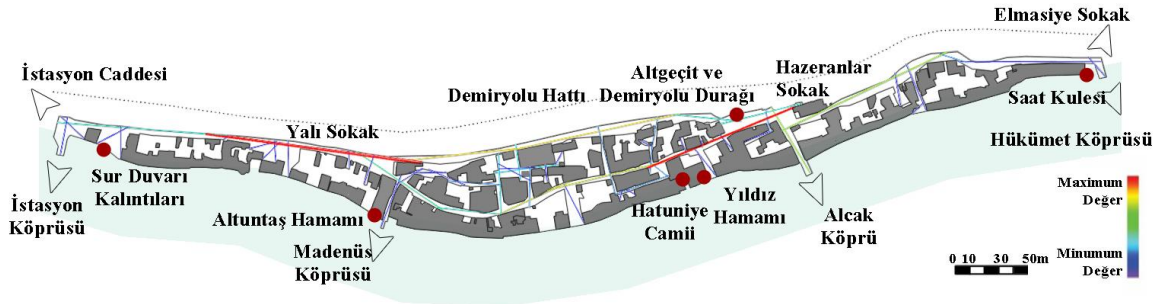 Elmasiye Sokak
İstasyon Caddesi
Altgeçit ve
Demiryolu Durağı
Hazeranlar
Sokak
Demiryolu Hattı
Yalı Sokak
Saat Kulesi
Hükümet Köprüsü
Sur Duvarı
Kalıntıları
İstasyon
Köprüsü
Altuntaş Hamamı
Madenüs
Köprüsü
Hatuniye
Camii
Yıldız
Hamamı
Alcak
Köprü
Maximum
Değer
Minumum
Değer
0 10 30 50m